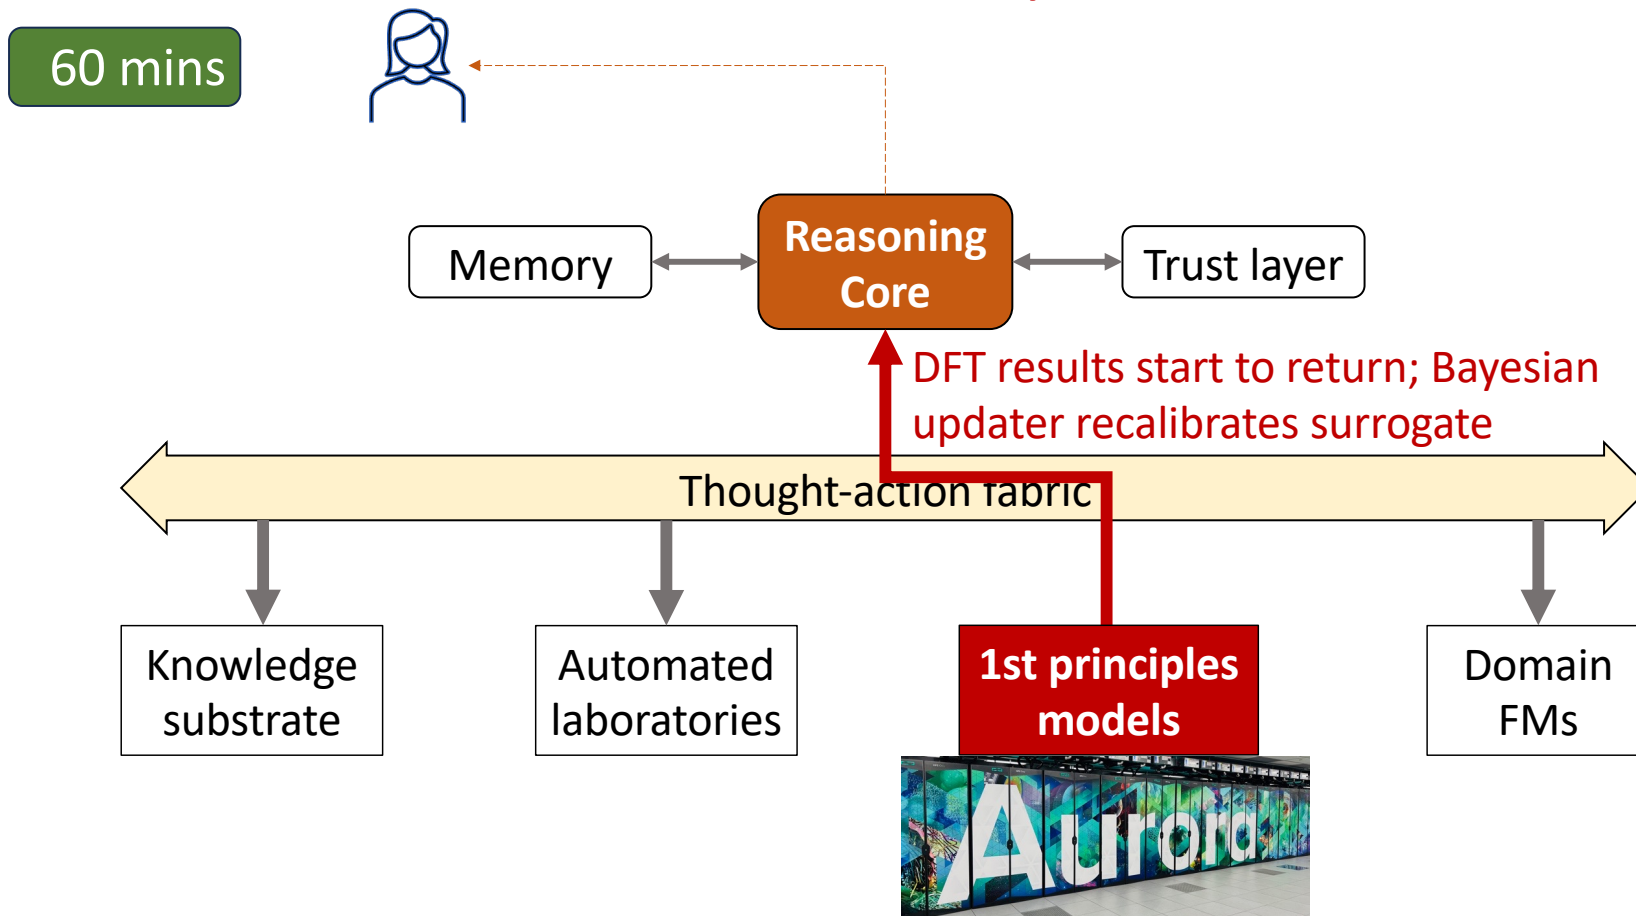 60 mins
Reasoning
Core
Memory
Trust layer
DFT results start to return; Bayesian
updater recalibrates surrogate
Thought-action fabric
Knowledge
substrate
Automated
laboratories
1st principles
models
Domain
FMs
Aurora